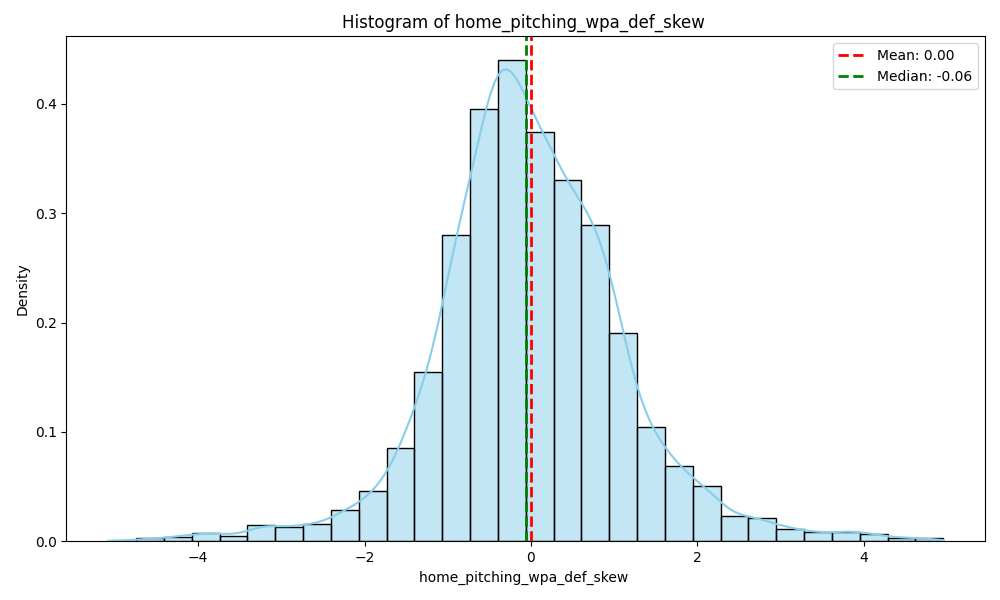 Histogram of home_pitching_wpa_def_skew
Mean: 0.00
Median: -0.06
Density
0.4
0.3
0.2
0.1
0.0
−4
−2
0
2
4
home_pitching_wpa_def_skew